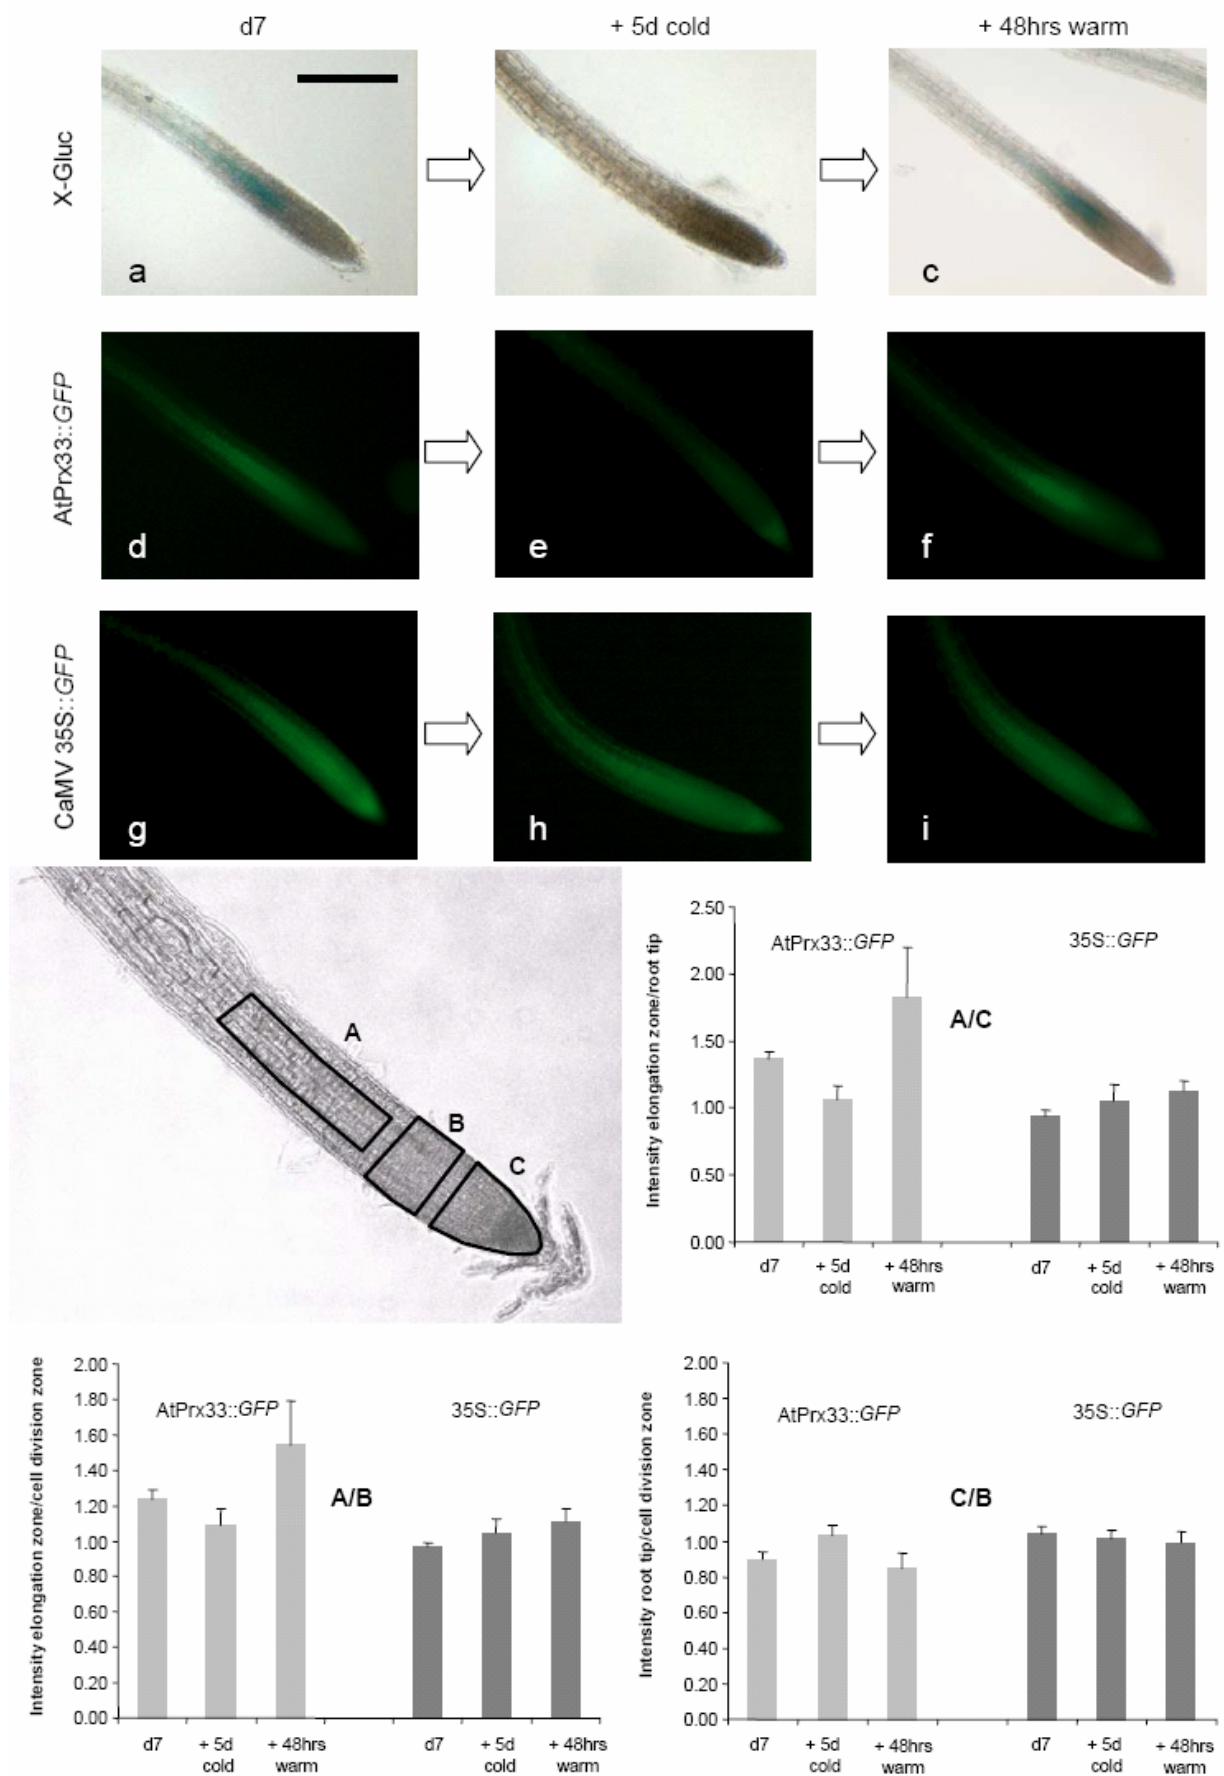 d7 + 5d cold + 48hrs warm
X-Gluc
a b c
AtPrx33::GFP
d e f
CaMV 35S::GFP
g h i
A
B
C
Intensity elongation zone/root tip
2.50
2.00
1.50
1.00
0.50
0.00
AtPrx33::GFP 35S::GFP
A/C
d7 + 5d + 48hrs d7 + 5d + 48hrs
cold warm cold warm
Intensity elongation zone/cell division zone
2.00
1.80
1.60
1.40
1.20
1.00
0.80
0.60
0.40
0.20
0.00
AtPrx33::GFP 35S::GFP
A/B
d7 + 5d + 48hrs d7 + 5d + 48hrs
cold warm cold warm
Intensity root tip/cell division zone
2.00
1.80
1.60
1.40
1.20
1.00
0.80
0.60
0.40
0.20
0.00
AtPrx33::GFP 35S::GFP
C/B
d7 + 5d + 48hrs d7 + 5d + 48hrs
cold warm cold warm